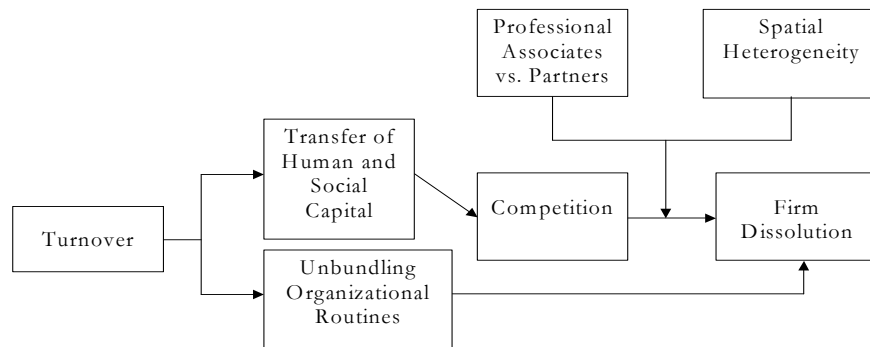 Professional
Associates
vs. Partners
Spatial
Heterogeneity
Transfer of
Human and
Social
Capital
Competition
Firm
Dissolution
Turnover
Unbundling
Organizational
Routines